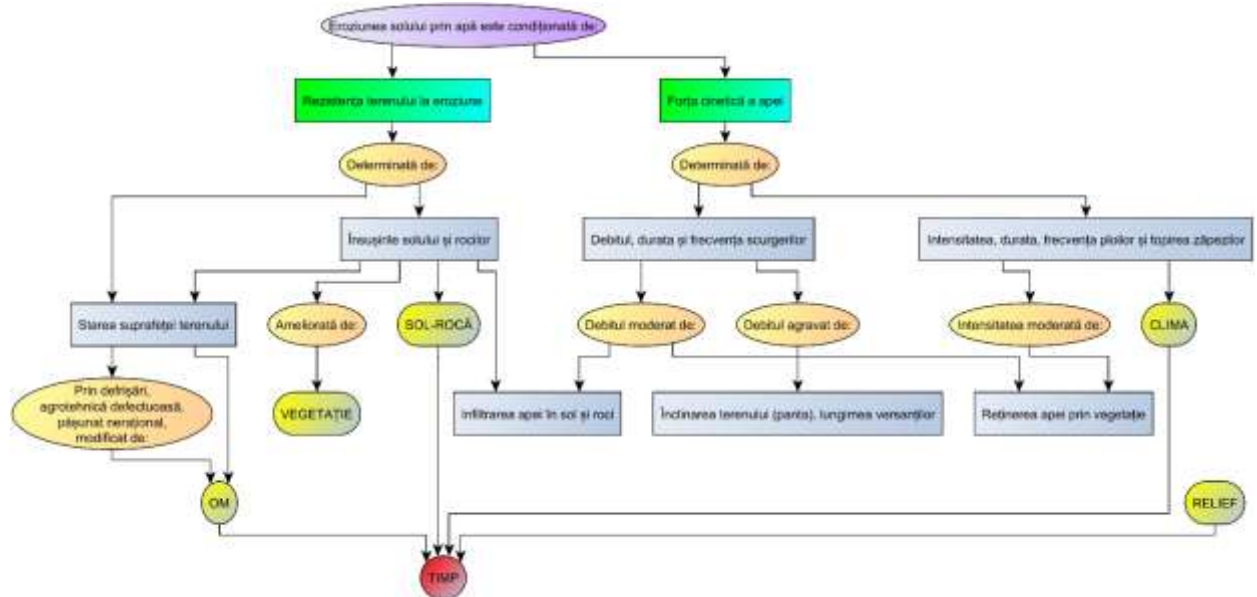 Eroziunea solului prin apă este condiționată de:
Rezistența terenului la eroziune
Forța cinetică a apei
Determinată de:
Determinată de:
Însușirile solului și rocilor
Debitul, durata și frecvența scurgerilor
Intensitatea, durata, frecvența ploilor și topirea zăpezilor
Starea suprafeței terenului
Ameliorată de:
SOL-ROCĂ
Debitul moderat de:
Debitul agravat de:
Intensitatea moderată de:
CLIMA
Prin defrișări,
agrotehnică defectuoasă,
pășunat nerațional,
modificat de:
VEGETAȚIE
Infiltrarea apei în sol și roci
Înclinarea terenului (panta), lungimea versanților
Reținerea apei prin vegetație
OM
RELIEF
TIMP